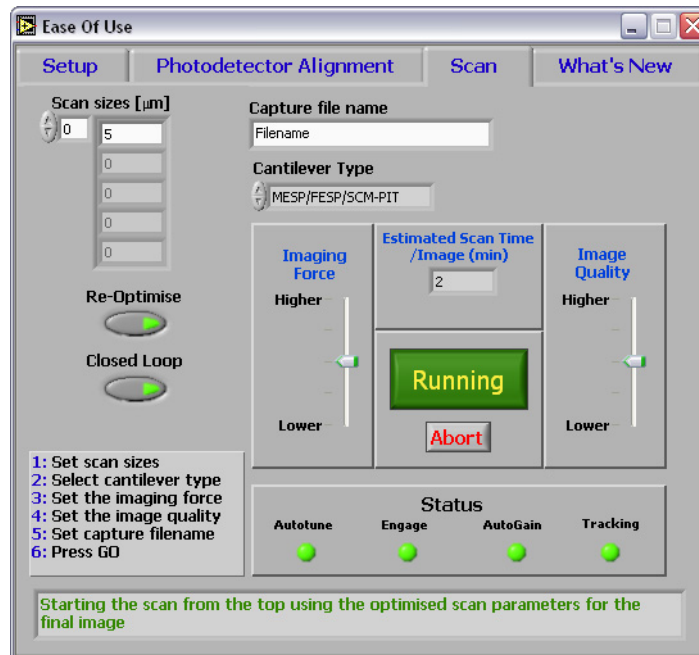 Ease Of Use
Setup
Photodetector Alignment
Scan
What's New
Scan sizes [µm]
0
5
0
0
0
0
Re-Optimise
Closed Loop
Capture file name
Filename
Cantilever Type
MESP/FESP/SCM-PIT
Imaging
Force
Higher
Lower
Estimated Scan Time
/Image (min)
2
Running
Abort
Image
Quality
Higher
Lower
1: Set scan sizes
2: Select cantilever type
3: Set the imaging force
4: Set the image quality
5: Set capture filename
6: Press GO
Status
Autotune
Engage
AutoGain
Tracking
Starting the scan from the top using the optimised scan parameters for the
final image